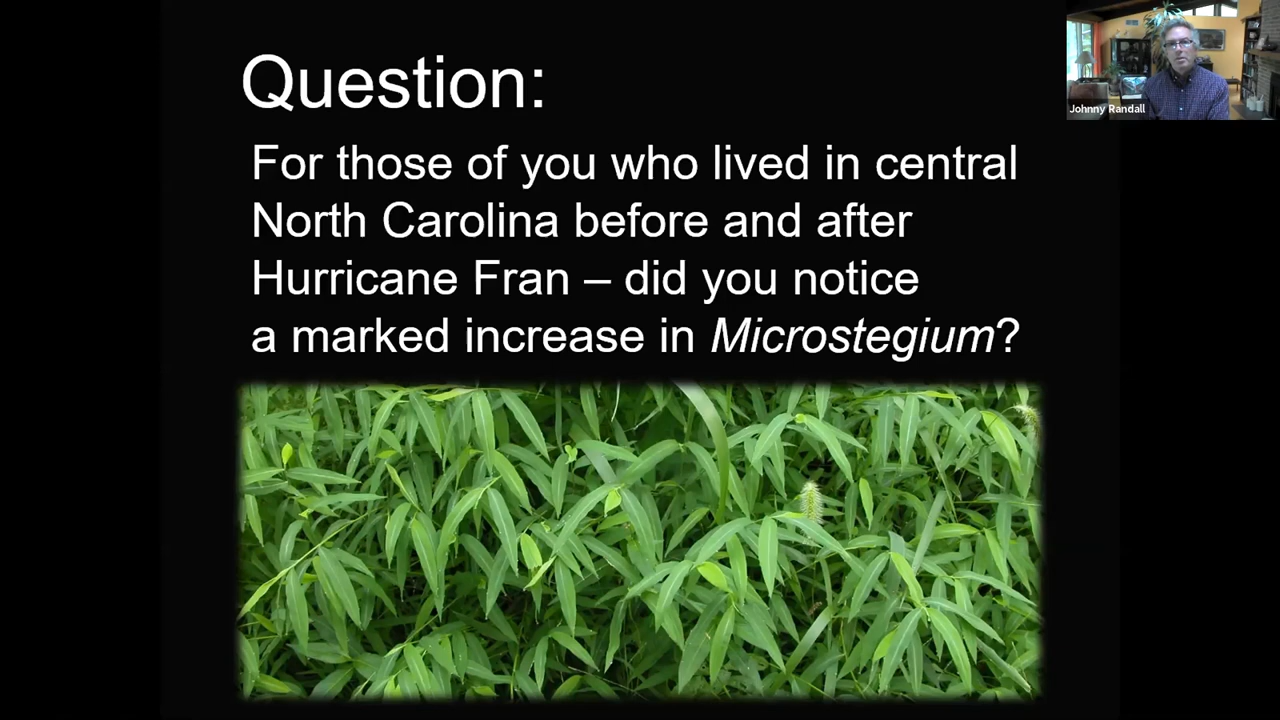 Question:
For those of you who lived in central
North Carolina before and after
Hurricane Fran – did you notice
a marked increase in Microstegium?
Johnny Randall